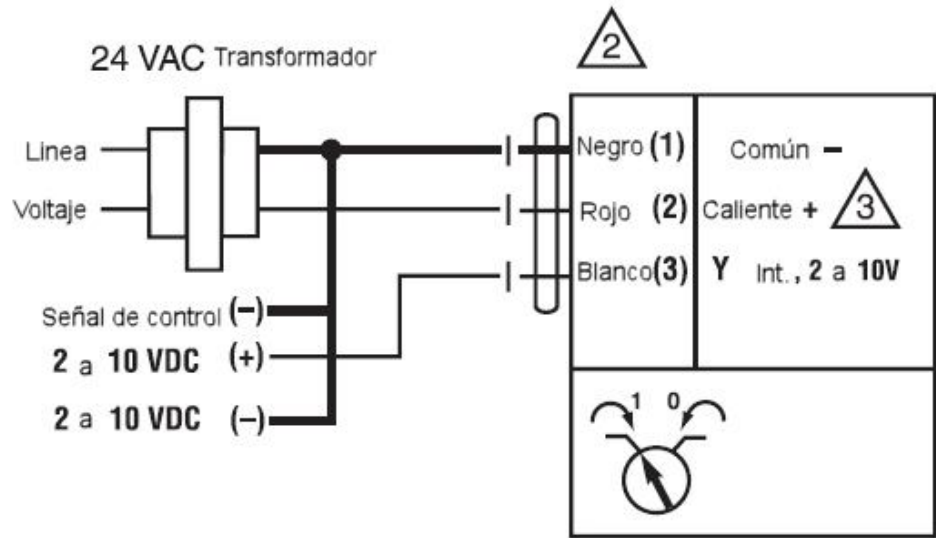 24 VAC Transformador
2
Linea
Voltaje
Negro (1) Común -
Rojo (2) Caliente + 3
Blanco(3) Y Int., 2 a 10V
Señal de control (-)
2 a 10 VDC (+)
2 a 10 VDC (-)
1 0